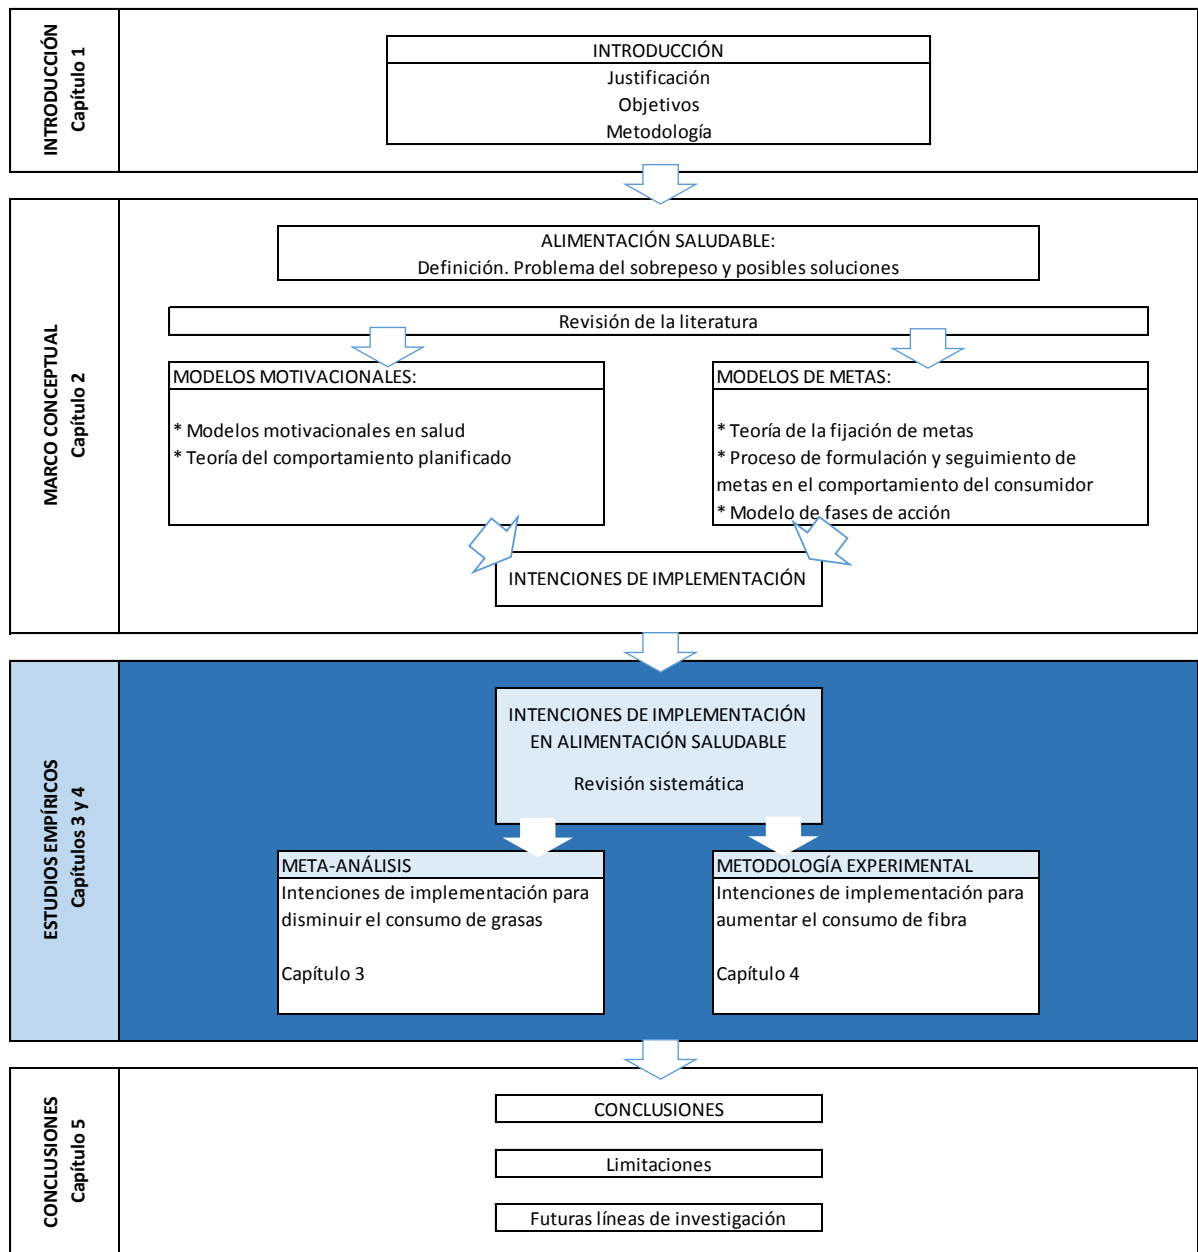 INTRODUCCIÓN
Capítulo 1
INTRODUCCIÓN
Justificación
Objetivos
Metodología
MARCO CONCEPTUAL
Capítulo 2
ALIMENTACIÓN SALUDABLE:
Definición. Problema del sobrepeso y posibles soluciones
Revisión de la literatura
MODELOS MOTIVACIONALES:
* Modelos motivacionales en salud
* Teoría del comportamiento planificado
MODELOS DE METAS:
* Teoría de la fijación de metas
* Proceso de formulación y seguimiento de
metas en el comportamiento del consumidor
* Modelo de fases de acción
INTENCIONES DE IMPLEMENTACIÓN
ESTUDIOS EMPÍRICOS
Capítulos 3 y 4
INTENCIONES DE IMPLEMENTACIÓN
EN ALIMENTACIÓN SALUDABLE
Revisión sistemática
META-ANÁLISIS
Intenciones de implementación para
disminuir el consumo de grasas
Capítulo 3
METODOLOGÍA EXPERIMENTAL
Intenciones de implementación para
aumentar el consumo de fibra
Capítulo 4
CONCLUSIONES
Capítulo 5
CONCLUSIONES
Limitaciones
Futuras líneas de investigación